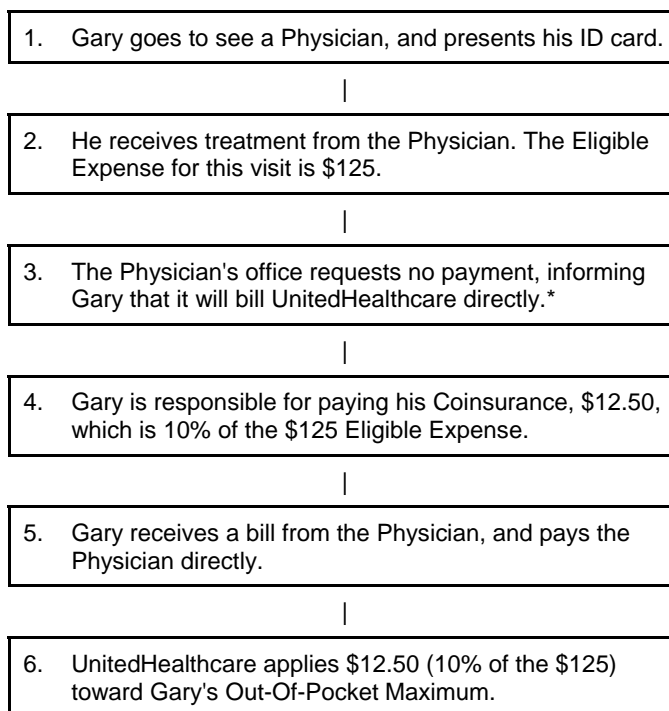 1. Gary goes to see a Physician, and presents his ID card.
2. He receives treatment from the Physician. The Eligible
Expense for this visit is $125.
3. The Physician's office requests no payment, informing
Gary that it will bill UnitedHealthcare directly.*
4. Gary is responsible for paying his Coinsurance, $12.50,
which is 10% of the $125 Eligible Expense.
5. Gary receives a bill from the Physician, and pays the
Physician directly.
6. UnitedHealthcare applies $12.50 (10% of the $125)
toward Gary's Out-Of-Pocket Maximum.